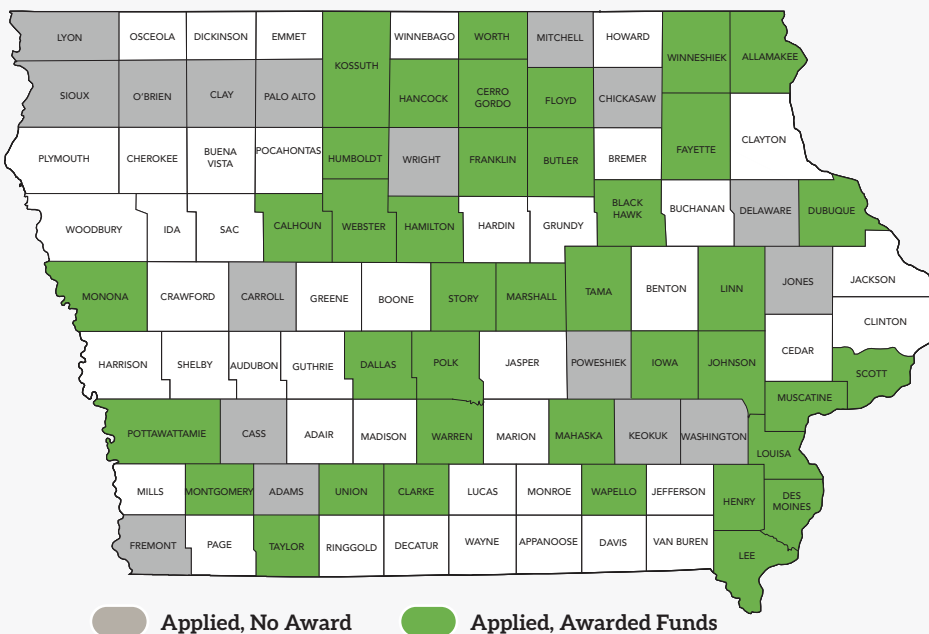 LYON
OSCEOLA
DICKINSON
EMMET
WINNEBAGO
WORTH
MITCHELL
HOWARD
WINNESHIEK
ALLAMAKEE
KOSSUTH
SIOUX
O'BRIEN
CLAY
PALO ALTO
HANCOCK
CERRO
GORDO
FLOYD
CHICKASAW
PLYMOUTH
CHEROKEE
BUENA
VISTA
POCAHONTAS
HUMBOLDT
WRIGHT
FRANKLIN
BUTLER
BREMER
FAYETTE
CLAYTON
WOODBURY
IDA
SAC
CALHOUN
WEBSTER
HAMILTON
HARDIN
GRUNDY
BLACK
HAWK
BUCHANAN
DELAWARE
DUBUQUE
MONONA
CRAWFORD
CARROLL
GREENE
BOONE
STORY
MARSHALL
TAMA
BENTON
LINN
JONES
JACKSON
CLINTON
HARRISON
SHELBY
AUDUBON
GUTHRIE
DALLAS
POLK
JASPER
POWESHIEK
IOWA
JOHNSON
CEDAR
SCOTT
MUSCATINE
POTTAWATTAMIE
CASS
ADAIR
MADISON
WARREN
MARION
MAHASKA
KEOKUK
WASHINGTON
LOUISA
MILLS
MONTGOMERY
ADAMS
UNION
CLARKE
LUCAS
MONROE
WAPELLO
JEFFERSON
HENRY
DES
MOINES
FREMONT
PAGE
TAYLOR
RINGGOLD
DECATUR
WAYNE
APPANOOSE
DAVIS
VAN BUREN
LEE
Applied, No Award
Applied, Awarded Funds